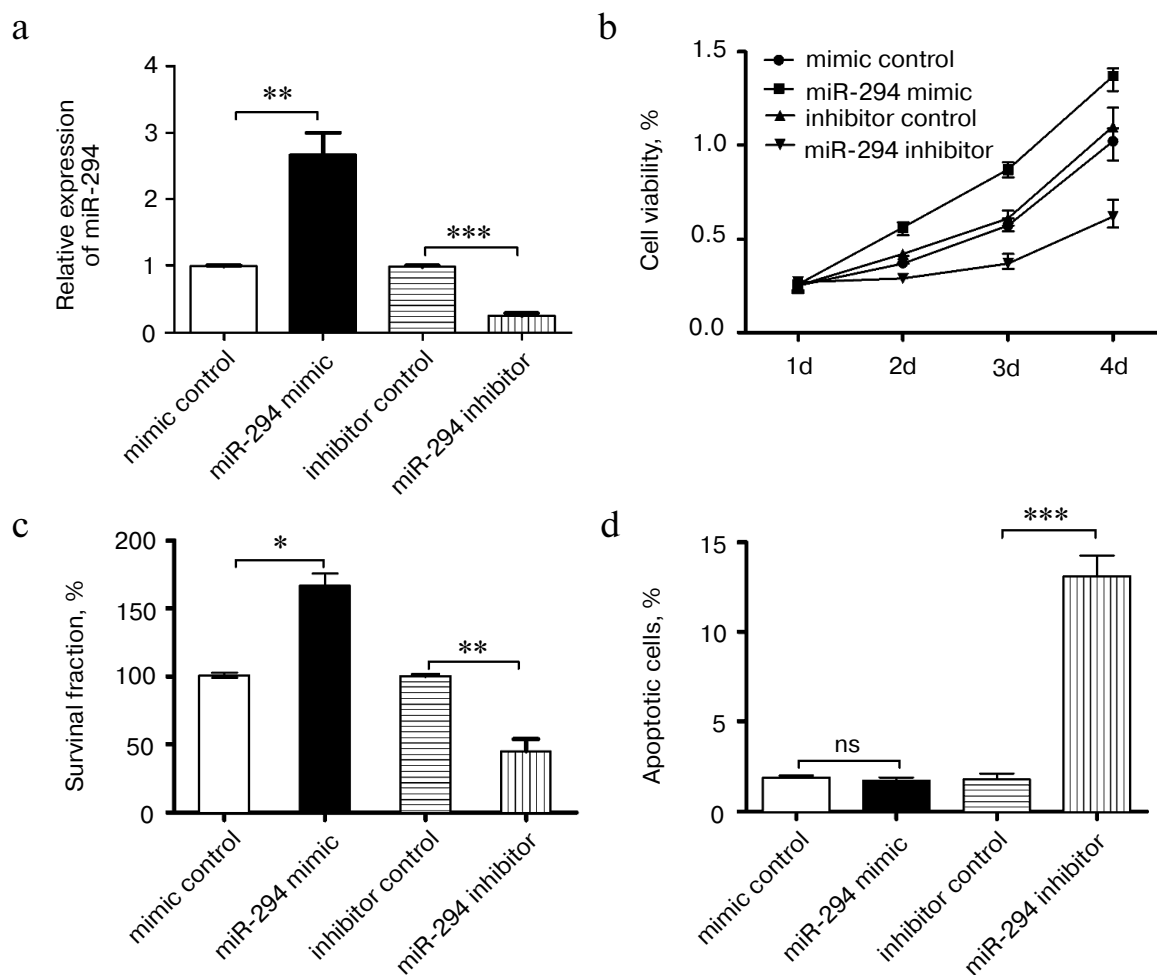 a
Relative expression
of miR-294
4
3
2
1
0
**
***
mimic control
miR-294 mimic
inhibitor control
miR-294 inhibitor
b
Cell viability, %
1.5
1.0
0.5
0.0
mimic control
miR-294 mimic
inhibitor control
miR-294 inhibitor
1d 2d 3d 4d
c
Survinal fraction, %
200
150
100
50
0
*
**
mimic control
miR-294 mimic
inhibitor control
miR-294 inhibitor
d
Apoptotic cells, %
15
10
5
0
ns
***
mimic control
miR-294 mimic
inhibitor control
miR-294 inhibitor